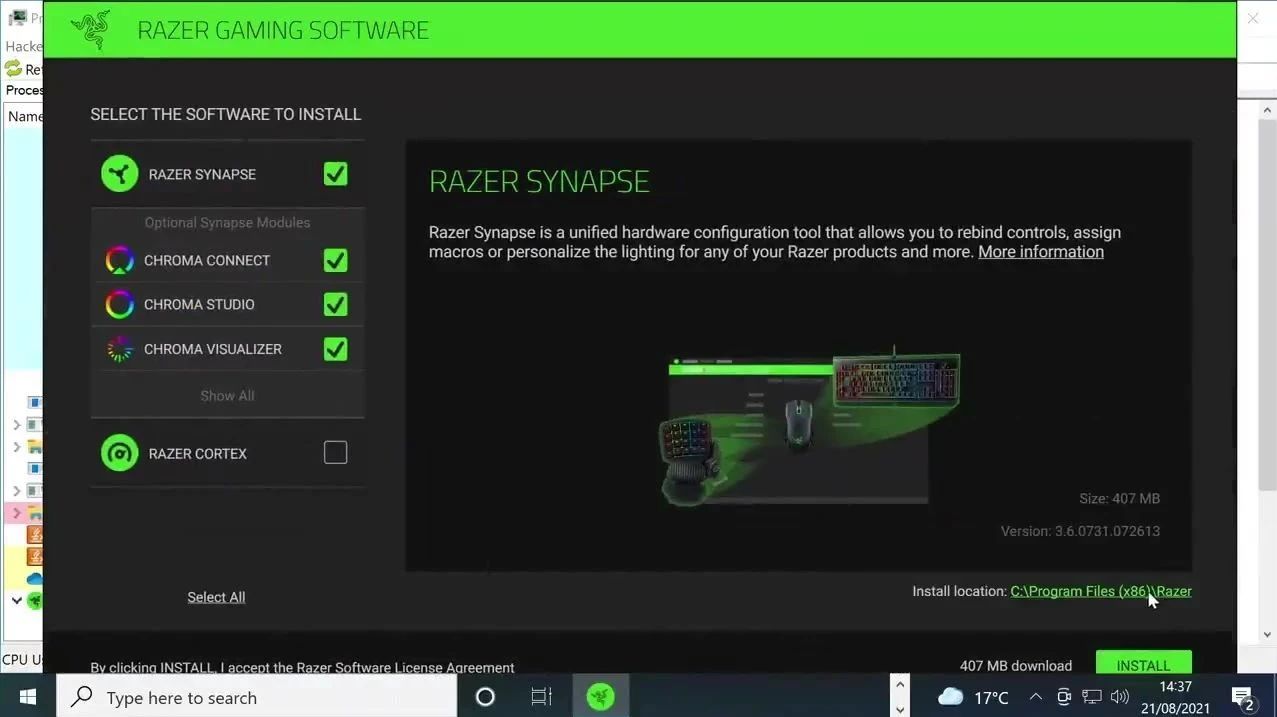 Pr
RAZER GAMING SOFTWARE
Hacke
Ref
Proces
Name
SELECT THE SOFTWARE TO INSTALL
RAZER SYNAPSE
Optional Synapse Modules
CHROMA CONNECT
CHROMA STUDIO
CHROMA VISUALIZER
Show All
RAZER CORTEX
Select All
RAZER SYNAPSE
Razer Synapse is a unified hardware configuration tool that allows you to rebind controls, assign
macros or personalize the lighting for any of your Razer products and more. More information
Size: 407 MB
Version: 3.6.0731.072613
Install location: C:\Program Files (x86)\Razer
CPU U
By clicking INSTALL, I accept the Razer Software License Agreement
407 MB download
INSTALL
Type here to search
17°C
14:37
21/08/2021
2